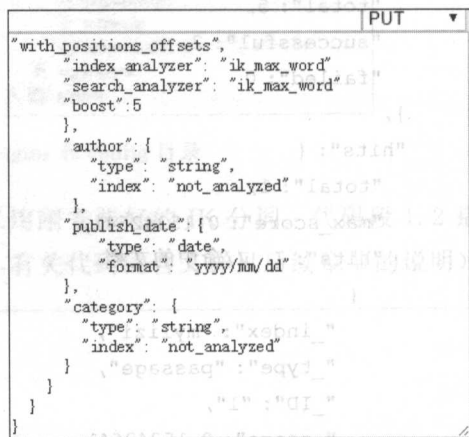 PUT ▼
"with_positions_offsets",
"index_analyzer": "ik_max_word"
"search_analyzer": "ik_max_word"
"boost":5
},
"author": {
"type": "string",
"index": "not_analyzed"
},
"publish_date":{
"type": "date",
"format": "yyyy/mm/dd"
},
"category": {
"type": "string",
"index": "not_analyzed"
}
}
}
}